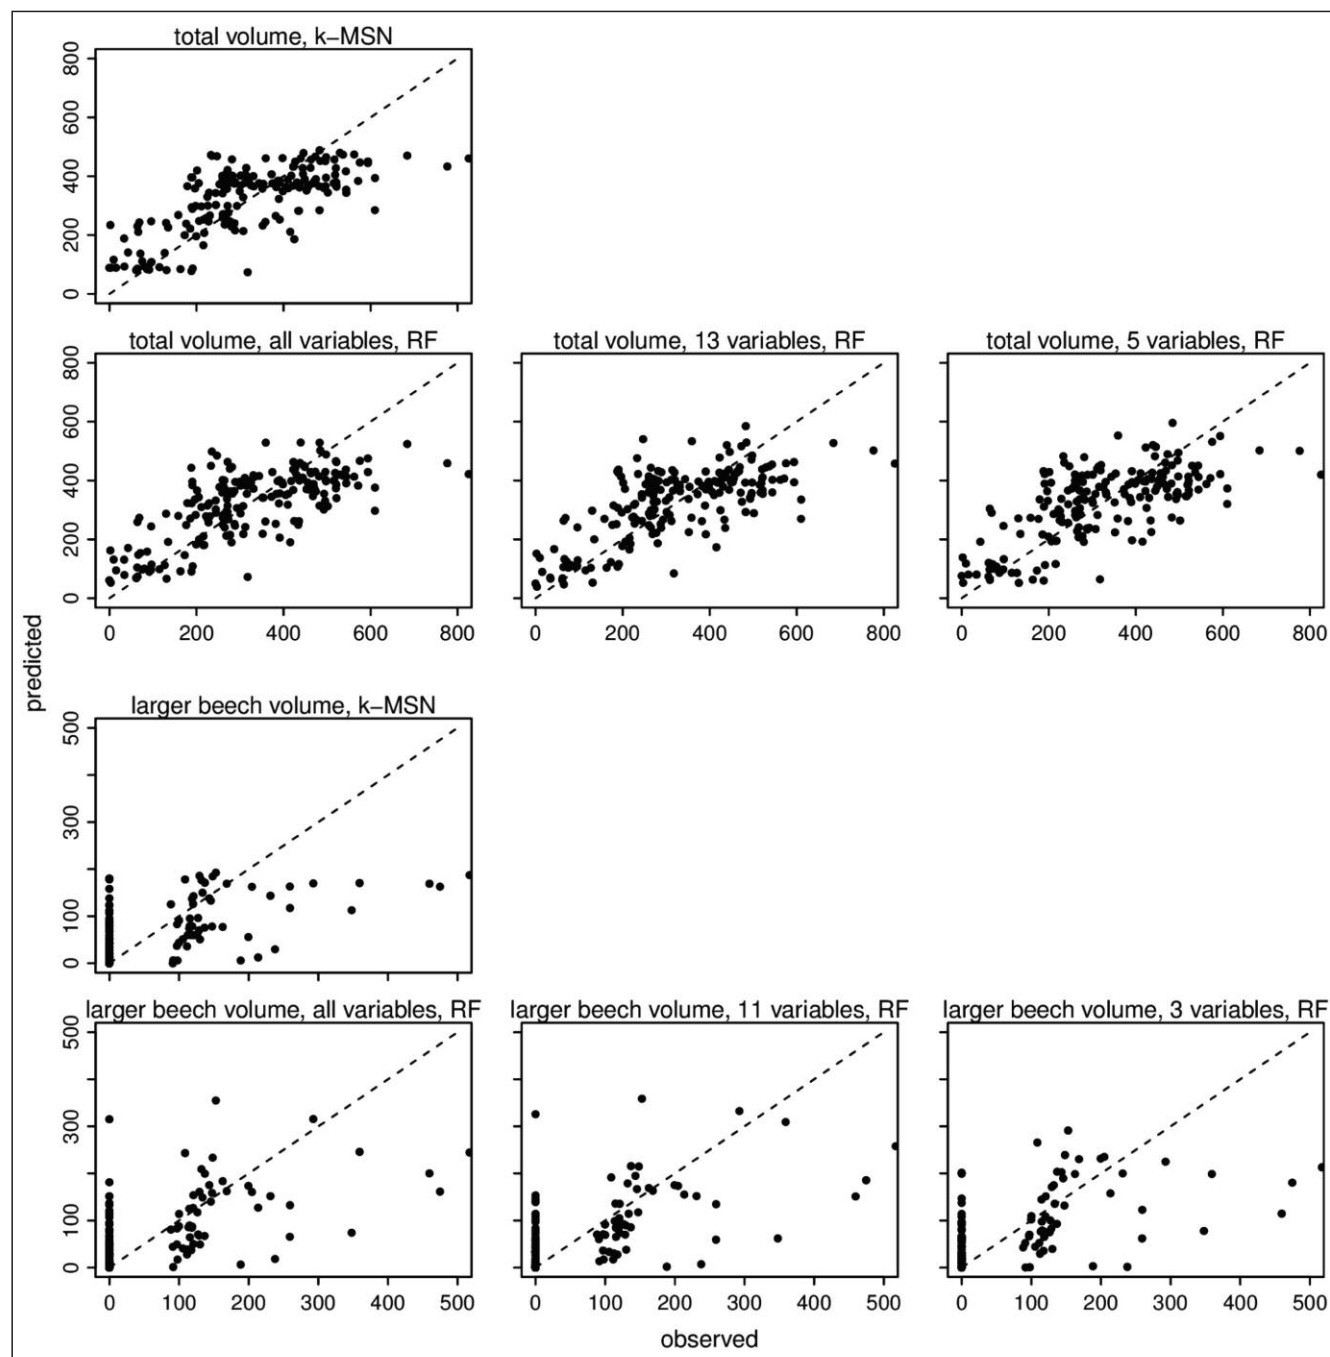 total volume, k−MSN
800
600
400
200
0
total volume, all variables, RF
total volume, 13 variables, RF
total volume, 5 variables, RF
800
600
400
200
0
0 200 400 600 800
0 200 400 600 800
0 200 400 600 800
predicted
larger beech volume, k−MSN
500
300
100
0
larger beech volume, all variables, RF
larger beech volume, 11 variables, RF
larger beech volume, 3 variables, RF
500
300
100
0
0 100 200 300 400 500
0 100 200 300 400 500
0 100 200 300 400 500
observed